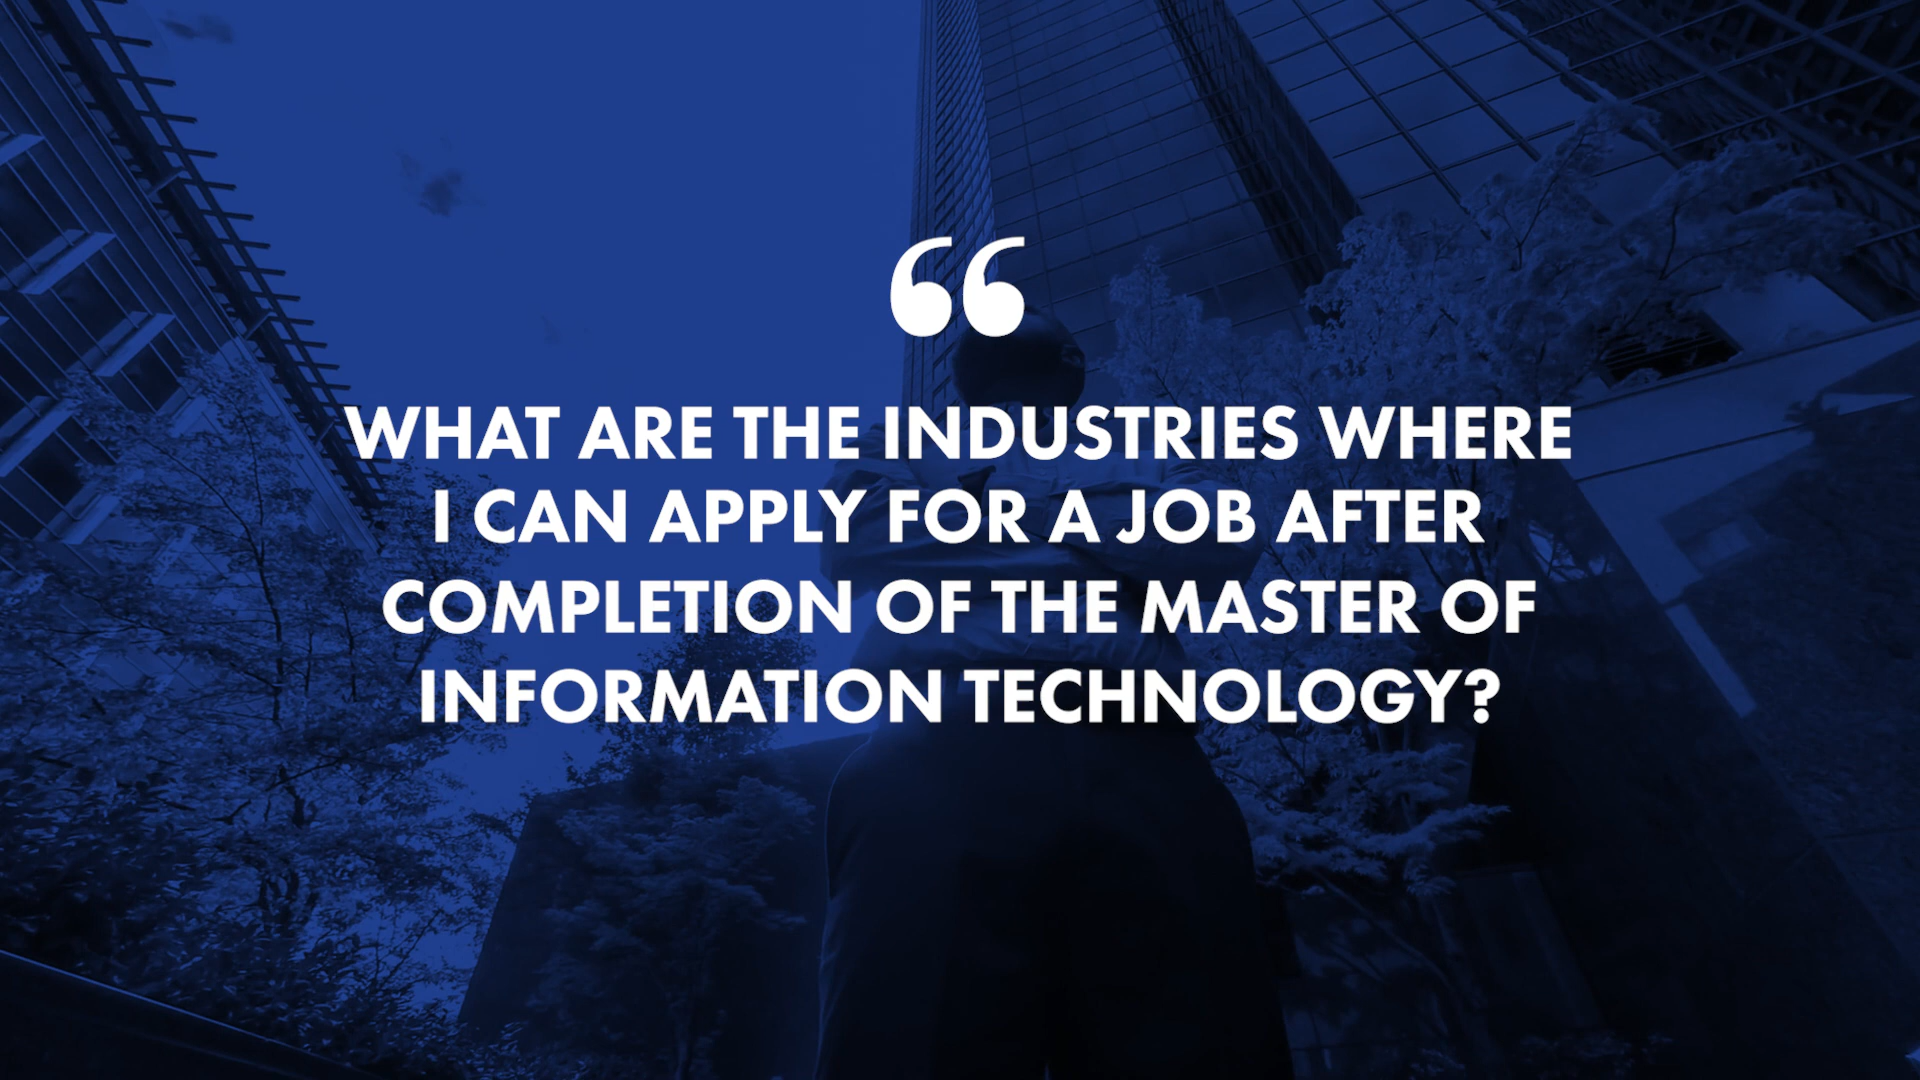 “
WHAT ARE THE INDUSTRIES WHERE
I CAN APPLY FOR A JOB AFTER
COMPLETION OF THE MASTER OF
INFORMATION TECHNOLOGY?